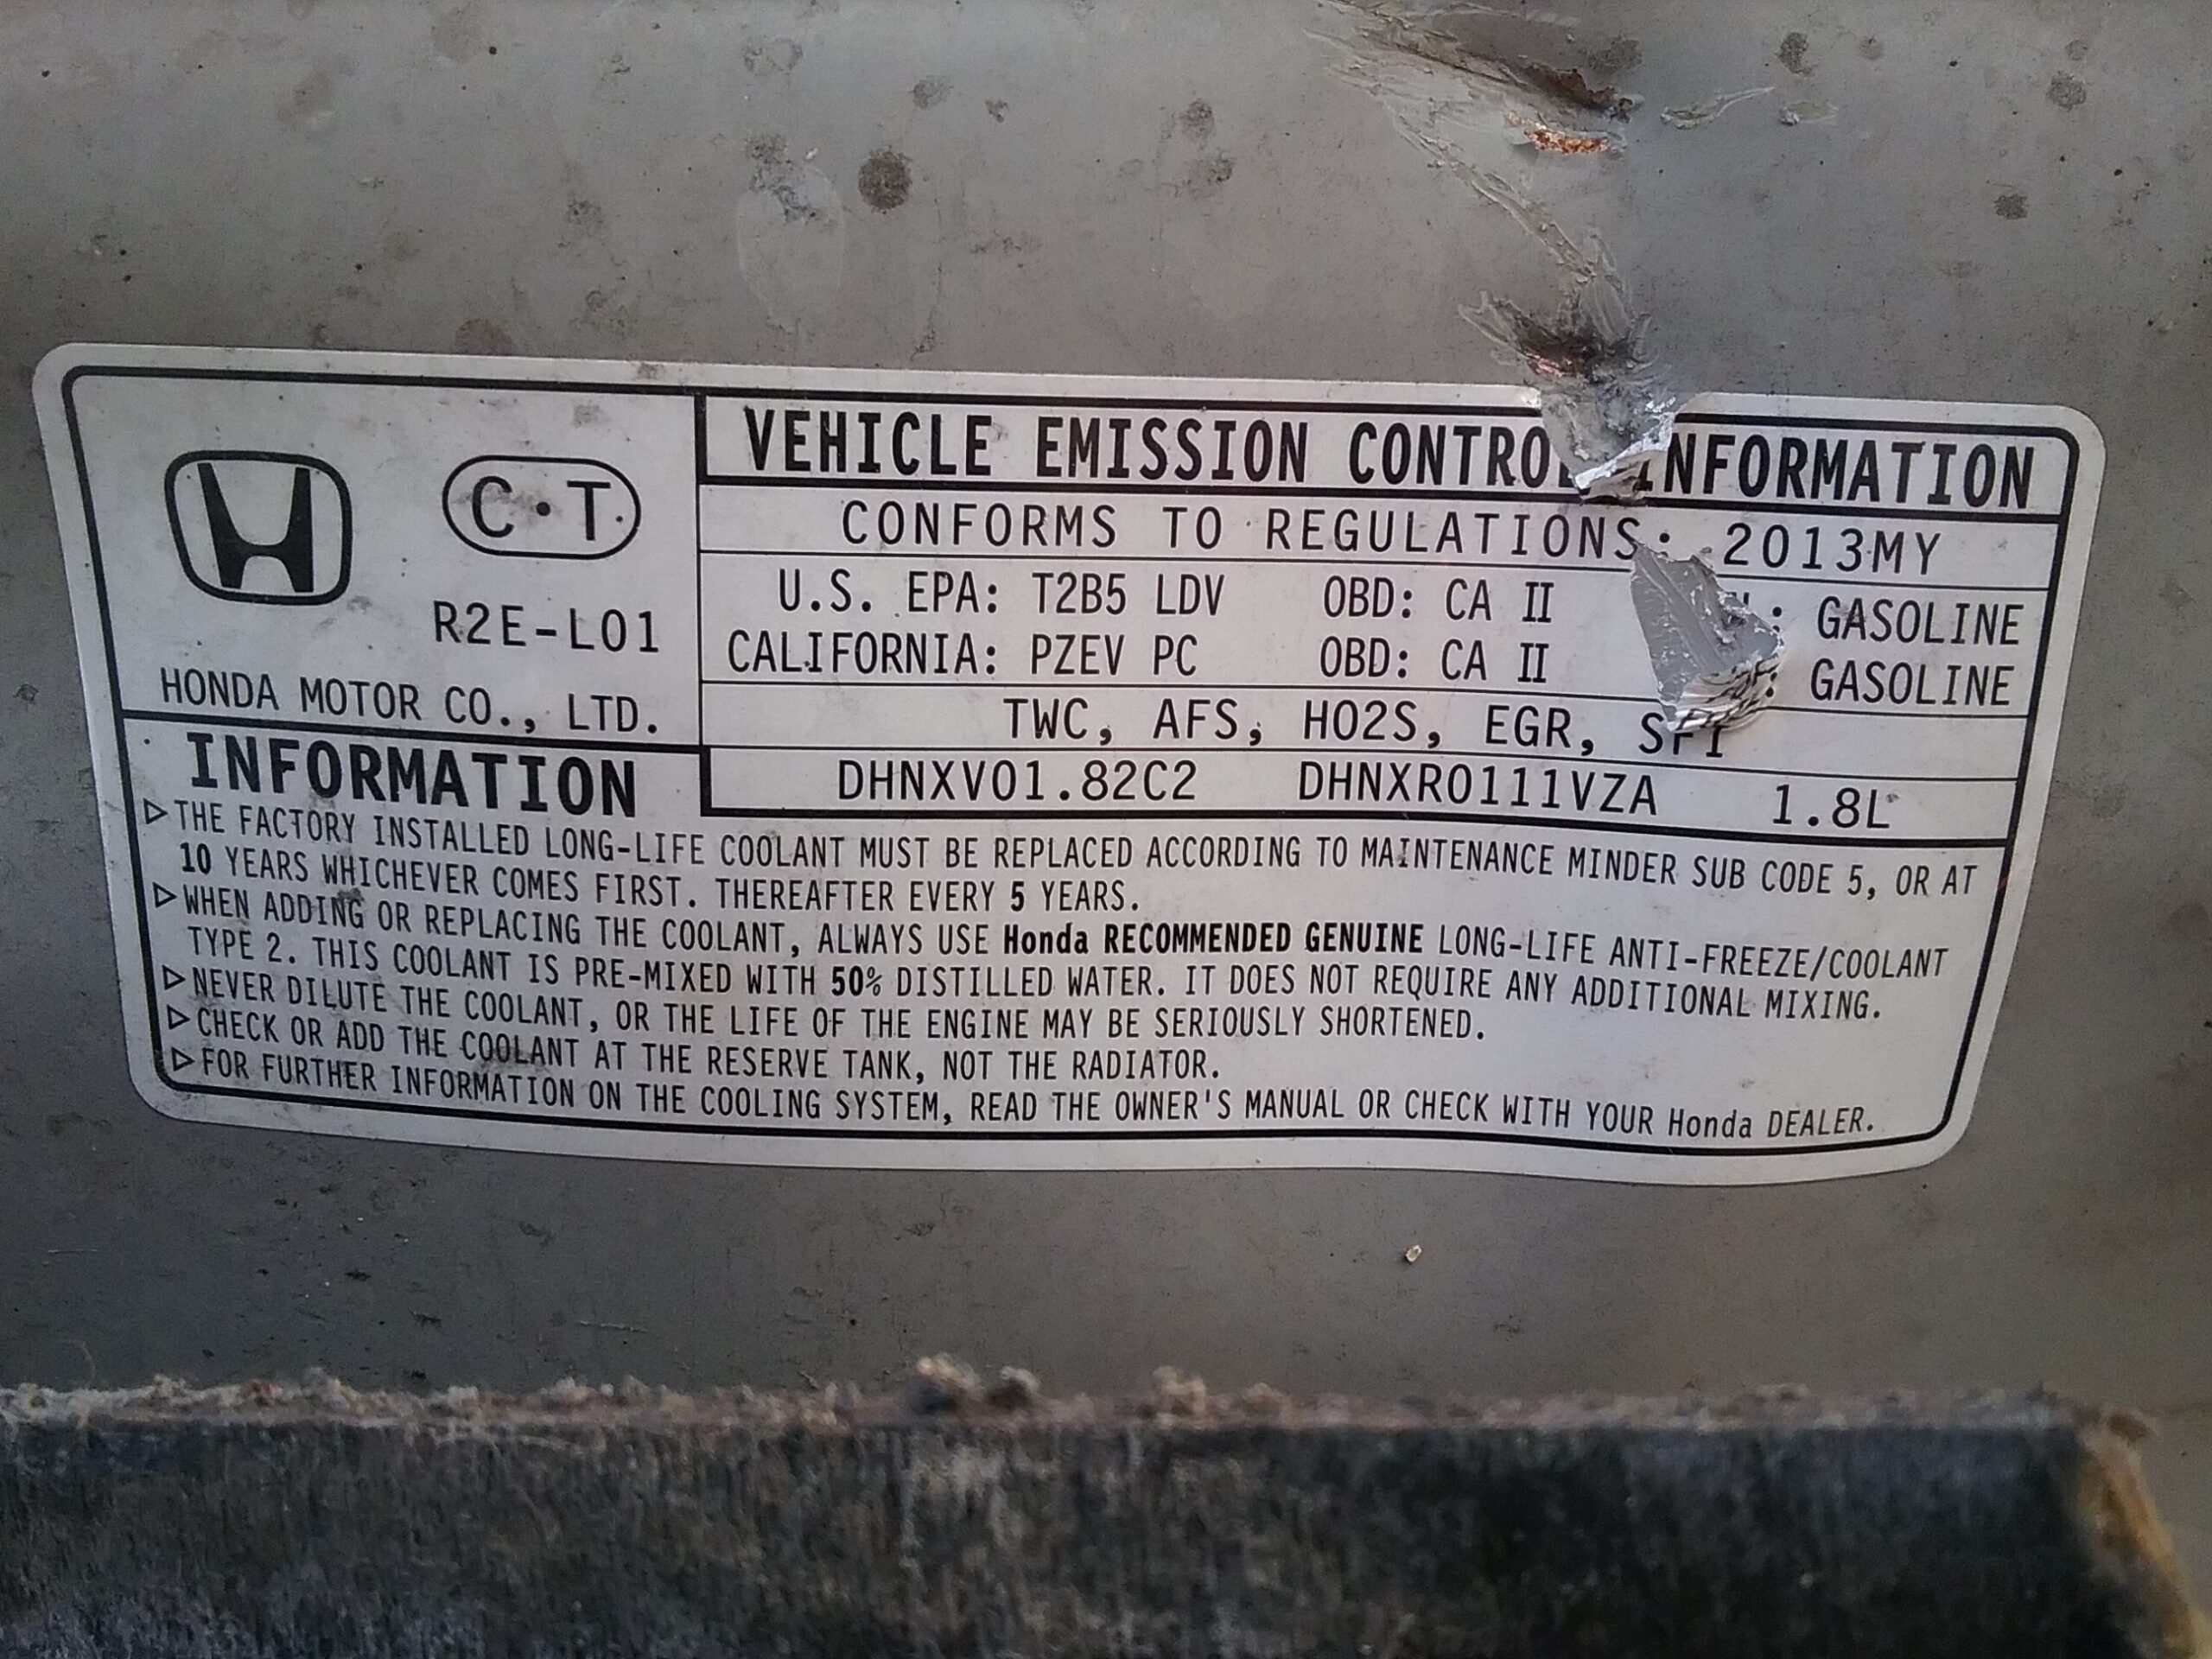 VEHICLE EMISSION CONTROL INFORMATION
C·T
CONFORMS TO REGULATIONS: 2013MY
R2E-L01
U.S. EPA: T2B5 LDV OBD: CA II GASOLINE
CALIFORNIA: PZEV PC OBD: CA II GASOLINE
HONDA MOTOR CO., LTD.
TWC, AFS, HO2S, EGR, SFI
DHNXV01.82C2 DHNXR0111VZA 1.8L
INFORMATION
▷THE FACTORY INSTALLED LONG-LIFE COOLANT MUST BE REPLACED ACCORDING TO MAINTENANCE MINDER SUB CODE 5, OR AT
10 YEARS WHICHEVER COMES FIRST. THEREAFTER EVERY 5 YEARS.
▷WHEN ADDING OR REPLACING THE COOLANT, ALWAYS USE Honda RECOMMENDED GENUINE LONG-LIFE ANTI-FREEZE/COOLANT
TYPE 2. THIS COOLANT IS PRE-MIXED WITH 50% DISTILLED WATER. IT DOES NOT REQUIRE ANY ADDITIONAL MIXING.
▷NEVER DILUTE THE COOLANT, OR THE LIFE OF THE ENGINE MAY BE SERIOUSLY SHORTENED.
▷CHECK OR ADD THE COOLANT AT THE RESERVE TANK, NOT THE RADIATOR.
▷FOR FURTHER INFORMATION ON THE COOLING SYSTEM, READ THE OWNER'S MANUAL OR CHECK WITH YOUR Honda DEALER.